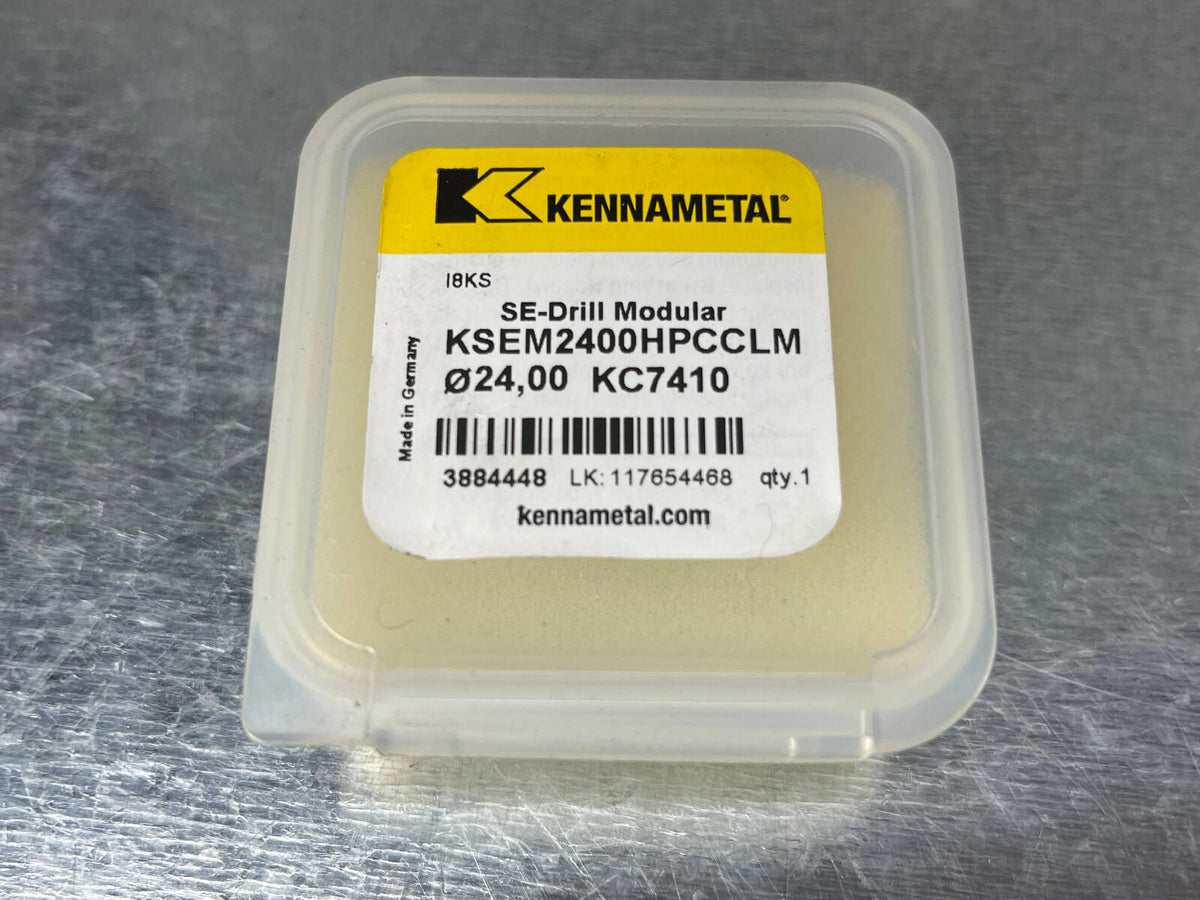 KENNAMETAL®
I8KS
SE-Drill Modular
KSEM2400HPCCLM
Ø24,00 KC7410
Made in Germany
3884448 LK: 117654468 qty.1
kennametal.com